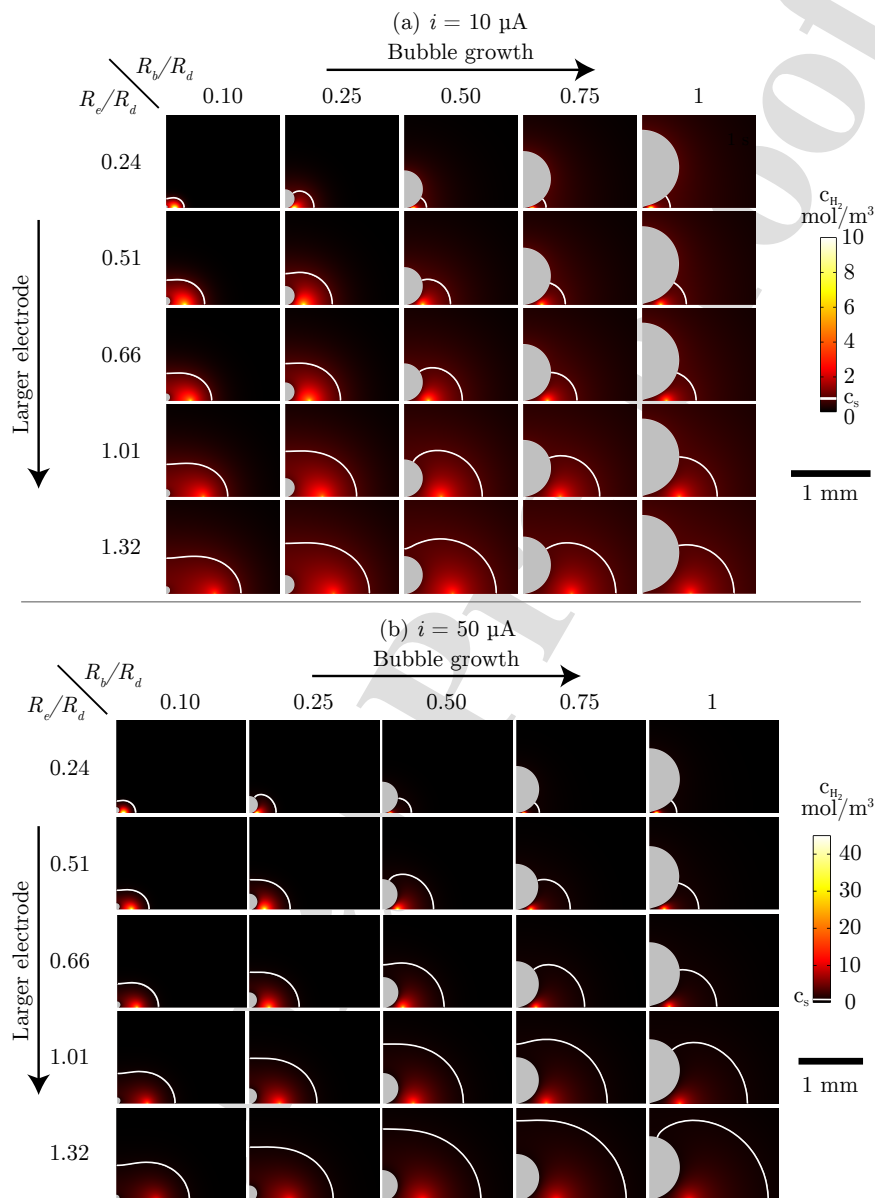 (a) i = 10 µA
Bubble growth
R_b/R_d
R_e/R_d
0.10 0.25 0.50 0.75 1
0.24
0.51
0.66
1.01
1.32
Larger electrode
c_H₂
mol/m³
10
8
6
4
2
c_s
0
1 mm
(b) i = 50 µA
Bubble growth
R_b/R_d
R_e/R_d
0.10 0.25 0.50 0.75 1
0.24
0.51
0.66
1.01
1.32
Larger electrode
c_H₂
mol/m³
40
30
20
10
c_s 0
1 mm